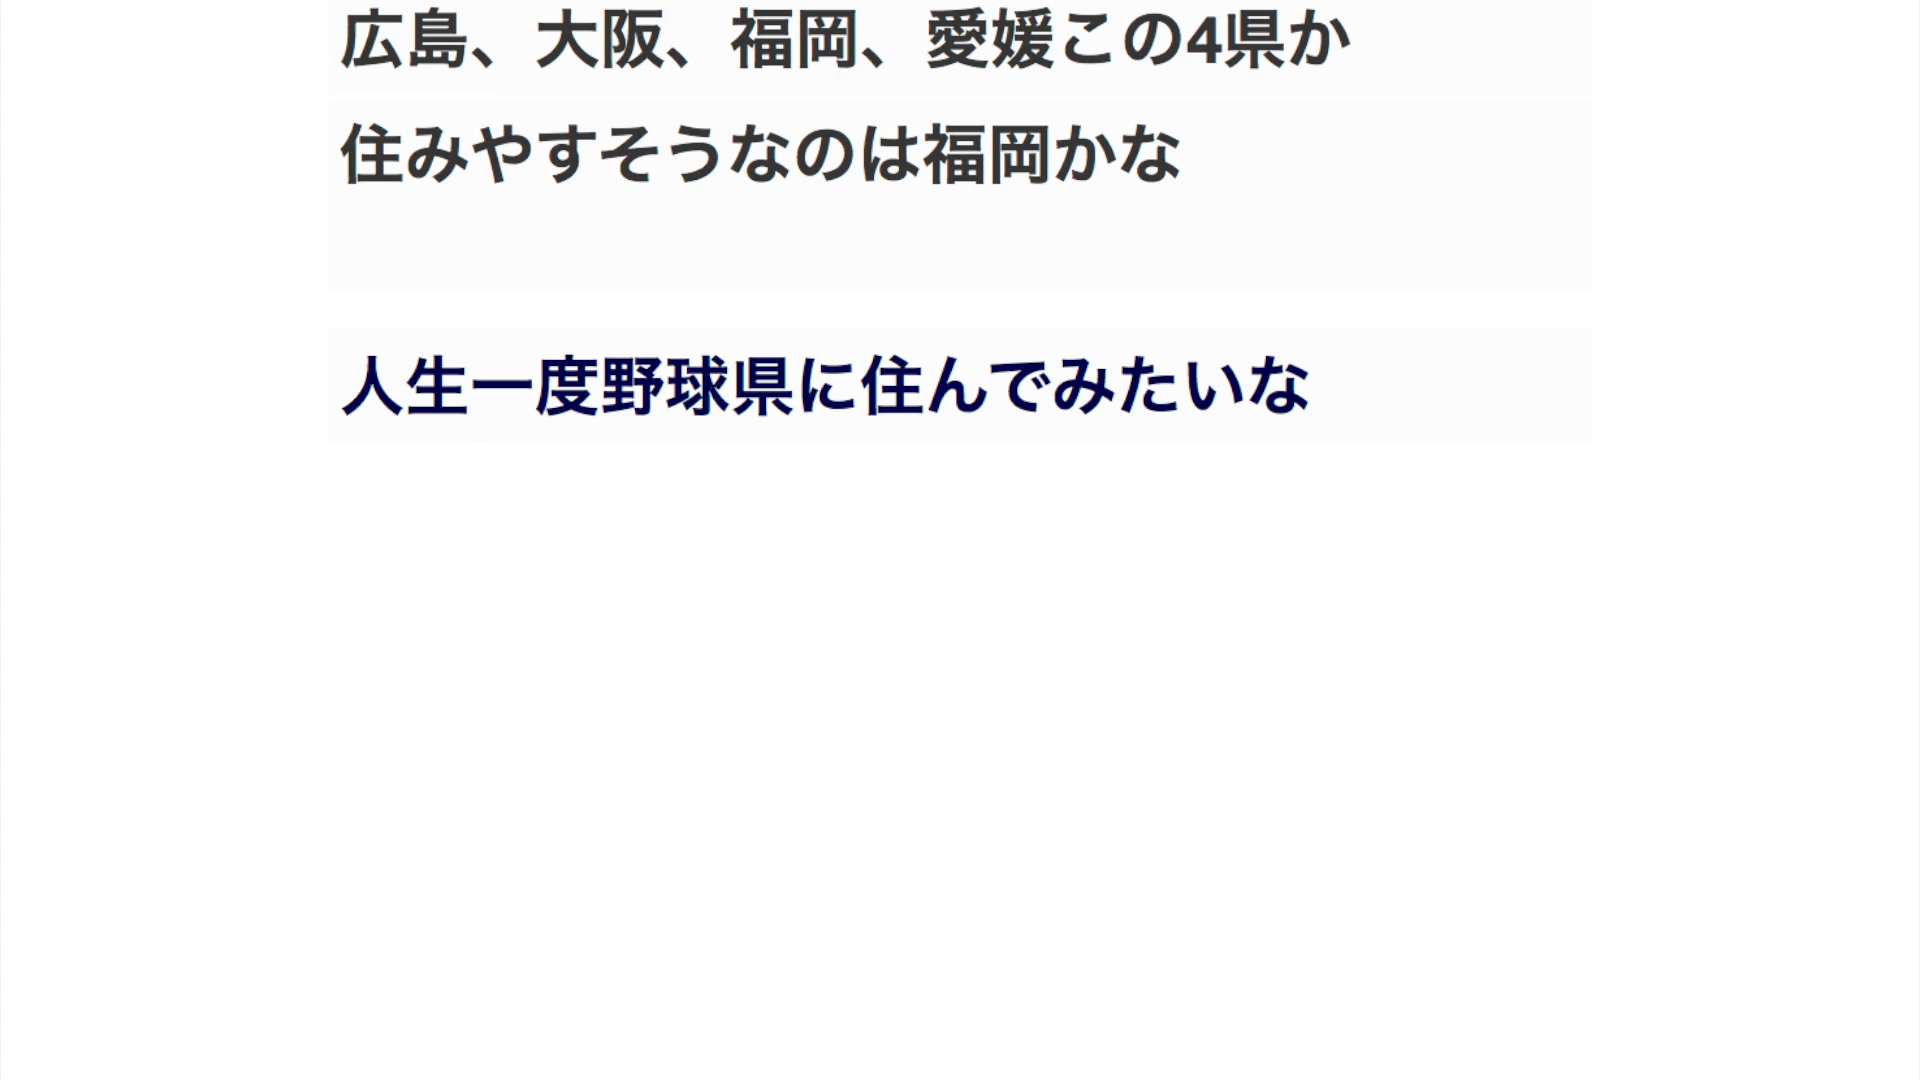 広島、大阪、福岡、愛媛この4県か
住みやすそうなのは福岡かな
人生一度野球県に住んでみたいな